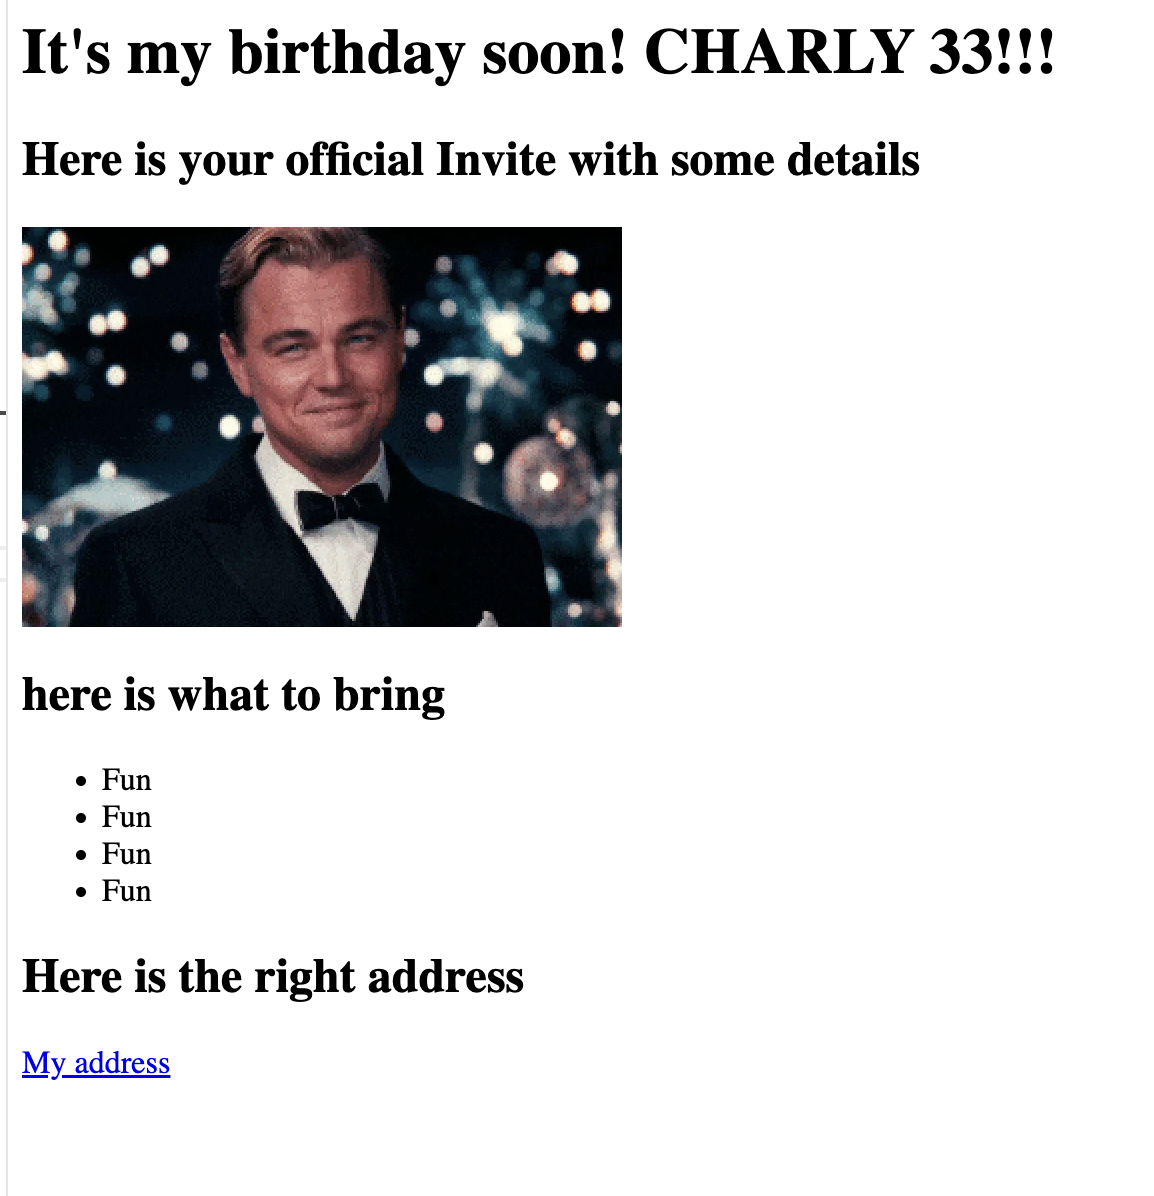 It's my birthday soon! CHARLY 33!!!
Here is your official Invite with some details
here is what to bring
Fun
Fun
Fun
Fun
Here is the right address
My address